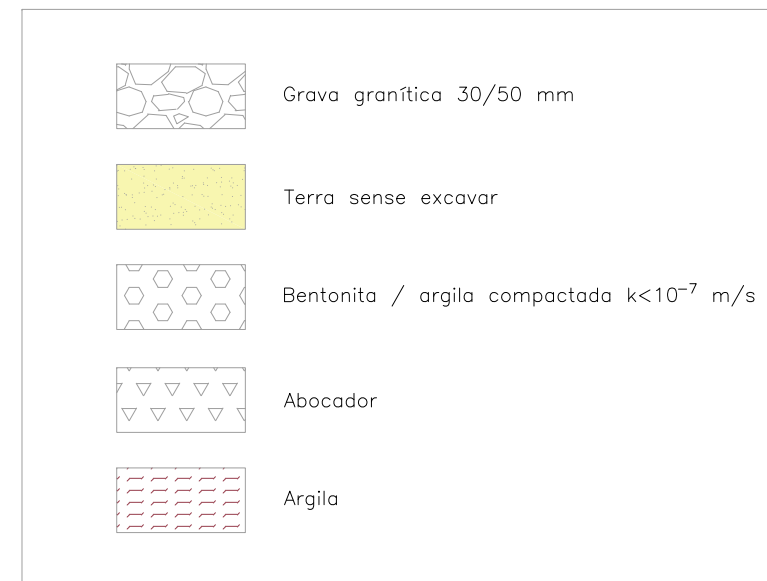 Grava granítica 30/50 mm
Terra sense excavar
Bentonita / argila compactada k<10⁻⁷ m/s
Abocador
Argila